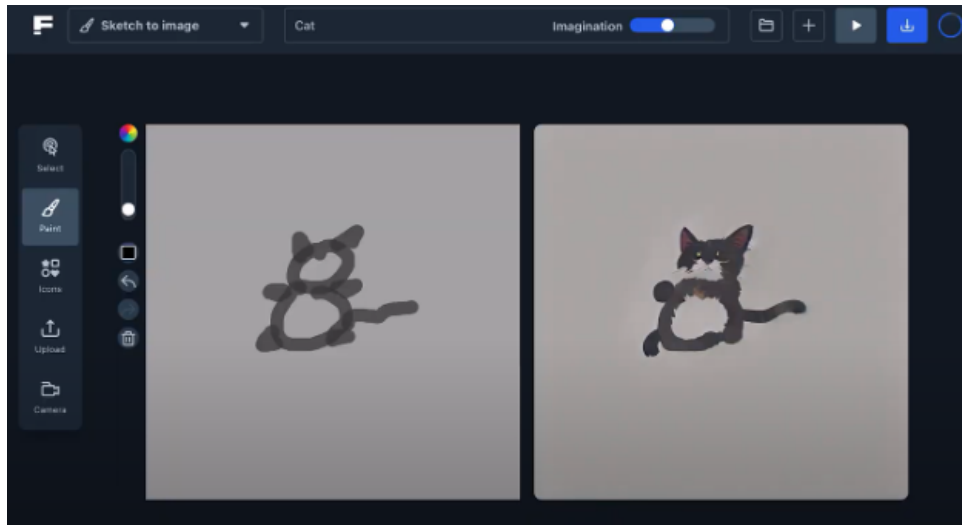 F Sketch to image
Cat
Imagination
Select
Paint
Icons
Upload
Camera